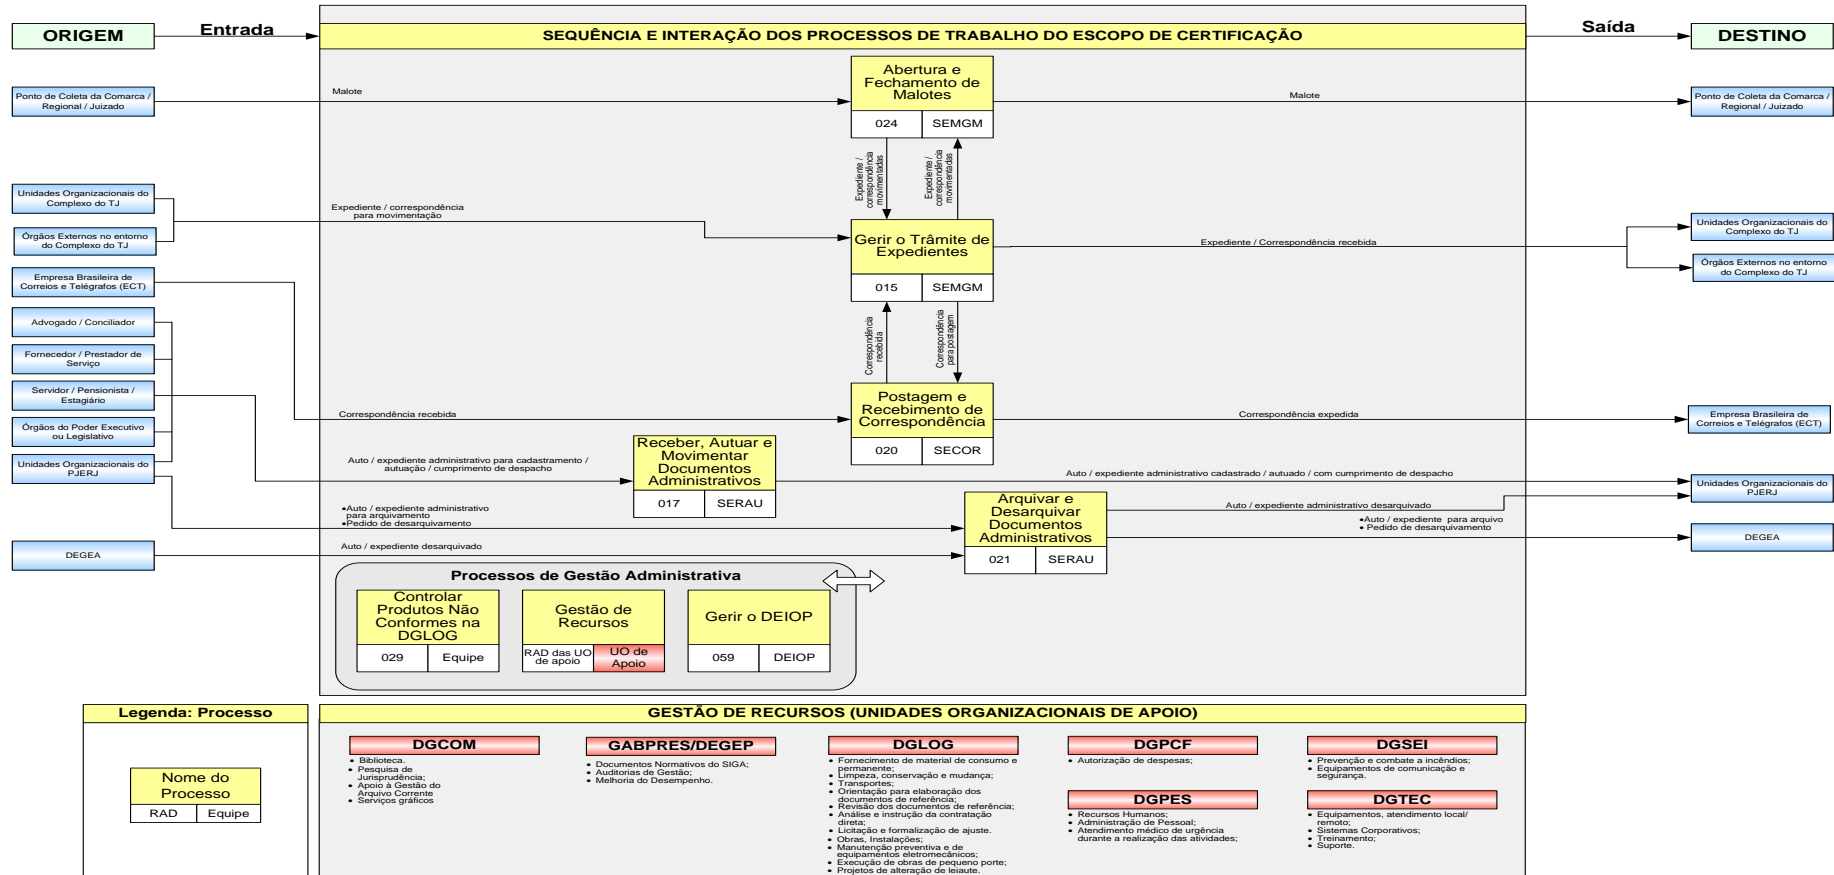 ORIGEM
Entrada
SEQUÊNCIA E INTERAÇÃO DOS PROCESSOS DE TRABALHO DO ESCOPO DE CERTIFICAÇÃO
Saída
DESTINO
Ponto de Coleta da Comarca /
Regional / Juizado
Malote
Abertura e
Fechamento de
Malotes
024
SEMGM
Malote
Ponto de Coleta da Comarca /
Regional / Juizado
Expediente /
correspondência
movimentadas
Expediente /
correspondência
movimentadas
Unidades Organizacionais do
Complexo do TJ
Órgãos Externos no entorno
do Complexo do TJ
Expediente / correspondência
para movimentação
Gerir o Trâmite de
Expedientes
015
SEMGM
Expediente / Correspondência recebida
Unidades Organizacionais do
Complexo do TJ
Órgãos Externos no entorno
do Complexo do TJ
Empresa Brasileira de
Correios e Telégrafos (ECT)
Advogado / Conciliador
Fornecedor / Prestador de
Serviço
Servidor / Pensionista /
Estagiário
Órgãos do Poder Executivo
ou Legislativo
Unidades Organizacionais do
PJERJ
DEGEA
Correspondência
recebida
Correspondência
para postagem
Correspondência recebida
Postagem e
Recebimento de
Correspondência
020
SECOR
Correspondência expedida
Empresa Brasileira de
Correios e Telégrafos (ECT)
Auto / expediente administrativo para cadastramento /
autuação / cumprimento de despacho
Receber, Autuar e
Movimentar
Documentos
Administrativos
017
SERAU
Auto / expediente administrativo cadastrado / autuado / com cumprimento de despacho
Unidades Organizacionais do
PJERJ
•Auto / expediente administrativo
para arquivamento
•Pedido de desarquivamento
Auto / expediente desarquivado
Arquivar e
Desarquivar
Documentos
Administrativos
021
SERAU
Auto / expediente administrativo desarquivado
•Auto / expediente para arquivo
• Pedido de desarquivamento
DEGEA
Processos de Gestão Administrativa
Controlar
Produtos Não
Conformes na
DGLOG
029
Equipe
Gestão de
Recursos
RAD das UO
de apoio
UO de
Apoio
Gerir o DEIOP
059
DEIOP
Legenda: Processo
Nome do
Processo
RAD
Equipe
GESTÃO DE RECURSOS (UNIDADES ORGANIZACIONAIS DE APOIO)
DGCOM
• Biblioteca.
• Pesquisa de
Jurisprudência;
• Apoio à Gestão do
Arquivo Corrente
• Serviços gráficos
GABPRES/DEGEP
• Documentos Normativos do SIGA;
• Auditorias de Gestão;
• Melhoria do Desempenho.
DGLOG
• Fornecimento de material de consumo e
permanente;
• Limpeza, conservação e mudança;
• Transportes;
• Orientação para elaboração dos
documentos de referência;
• Revisão dos documentos de referência;
• Análise e instrução da contratação
direta;
• Licitação e formalização de ajuste.
• Obras, Instalações;
• Manutenção preventiva e de
equipamentos eletromecânicos;
• Execução de obras de pequeno porte;
• Projetos de alteração de leiaute.
DGPCF
• Autorização de despesas;
DGPES
• Recursos Humanos;
• Administração de Pessoal;
• Atendimento médico de urgência
durante a realização das atividades;
DGSEI
• Prevenção e combate a incêndios;
• Equipamentos de comunicação e
segurança.
DGTEC
• Equipamentos, atendimento local/
remoto;
• Sistemas Corporativos;
• Treinamento;
• Suporte.